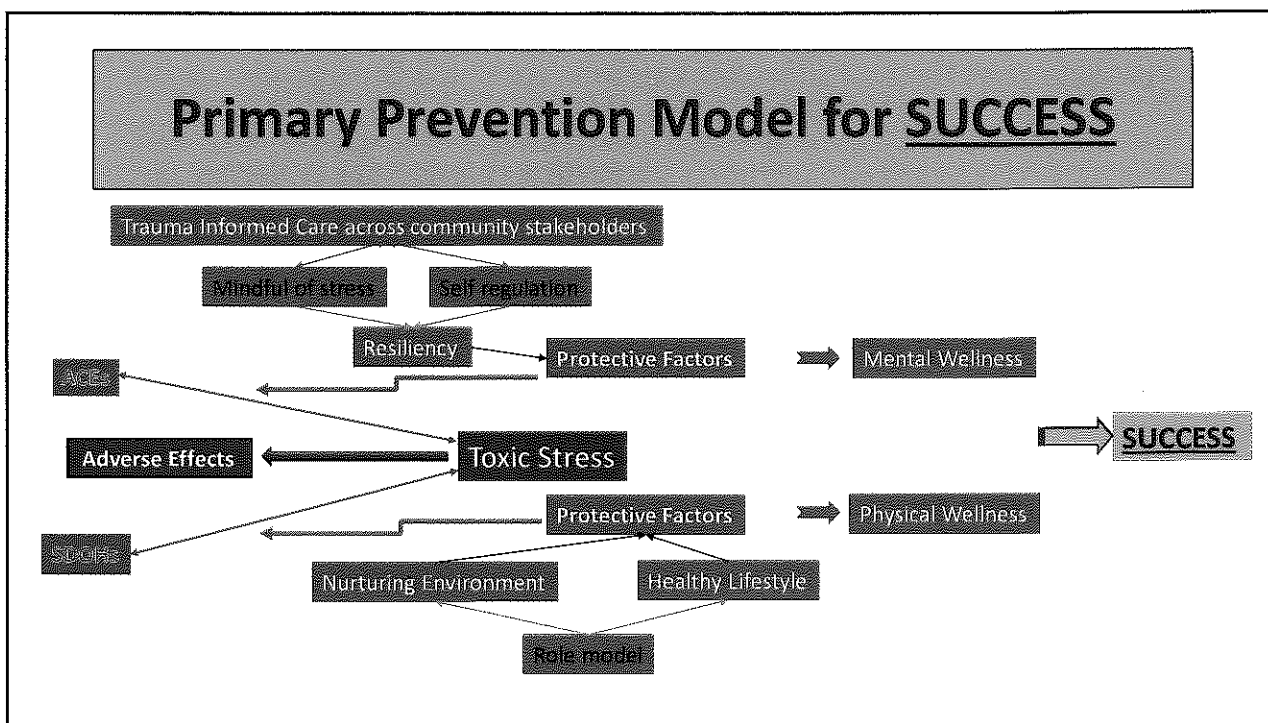 Primary Prevention Model for SUCCESS
Trauma Informed Care across community stakeholders
Mindful of stress
Self regulation
Resiliency
Protective Factors
Mental Wellness
ACEs
SUCCESS
Adverse Effects
Toxic Stress
Protective Factors
Physical Wellness
SDOHs
Nurturing Environment
Healthy Lifestyle
Role model